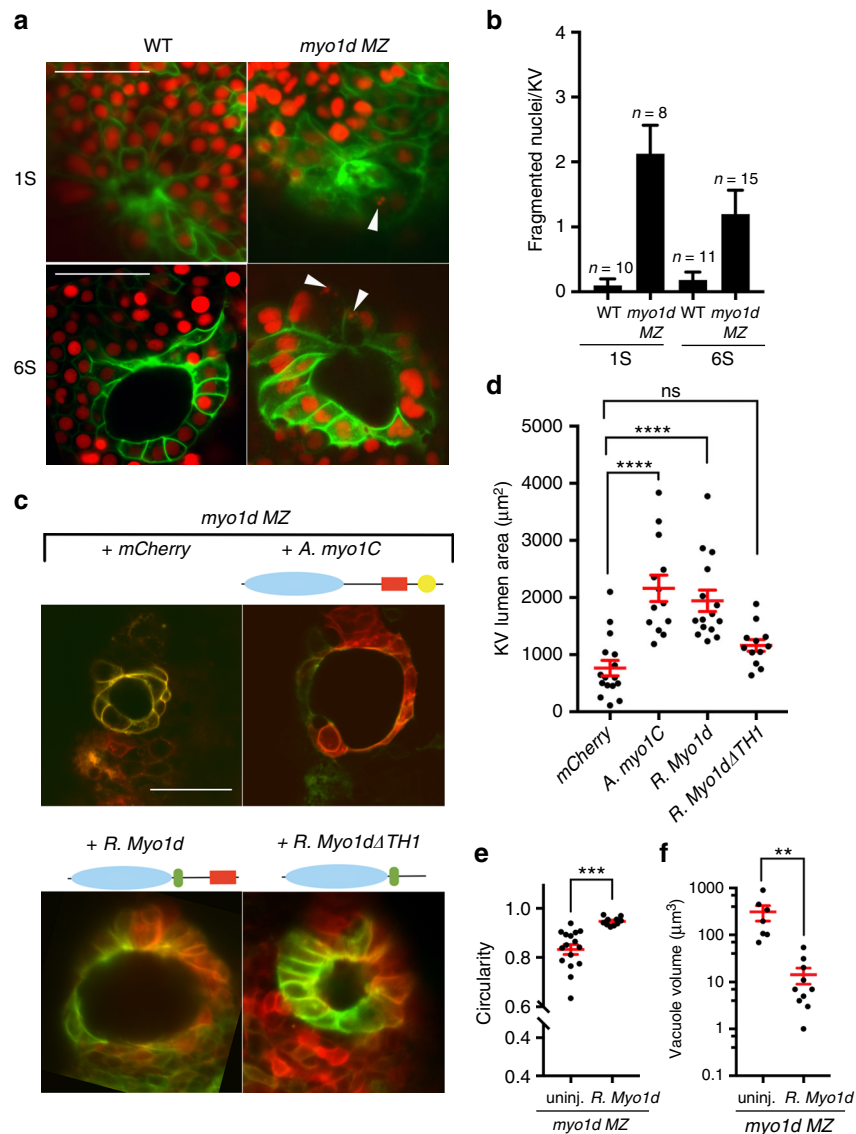 a
WT
myo1d MZ
1S
6S
b
Fragmented nuclei/KV
4
3
2
1
0
n = 10
n = 8
n = 11
n = 15
WT
myo1d
MZ
WT
myo1d
MZ
1S
6S
c
myo1d MZ
+ mCherry
+ A. myo1C
+ R. Myo1d
+ R. Myo1dΔTH1
d
KV lumen area (μm²)
5000
4000
3000
2000
1000
0
ns
****
****
mCherry
A. myo1C
R. Myo1d
R. Myo1dΔTH1
e
Circularity
1.0
0.8
0.6
0.4
0.4
***
uninj.
R. Myo1d
myo1d MZ
f
Vacuole volume (μm³)
1000
100
10
1
0.1
**
uninj.
R. Myo1d
myo1d MZ